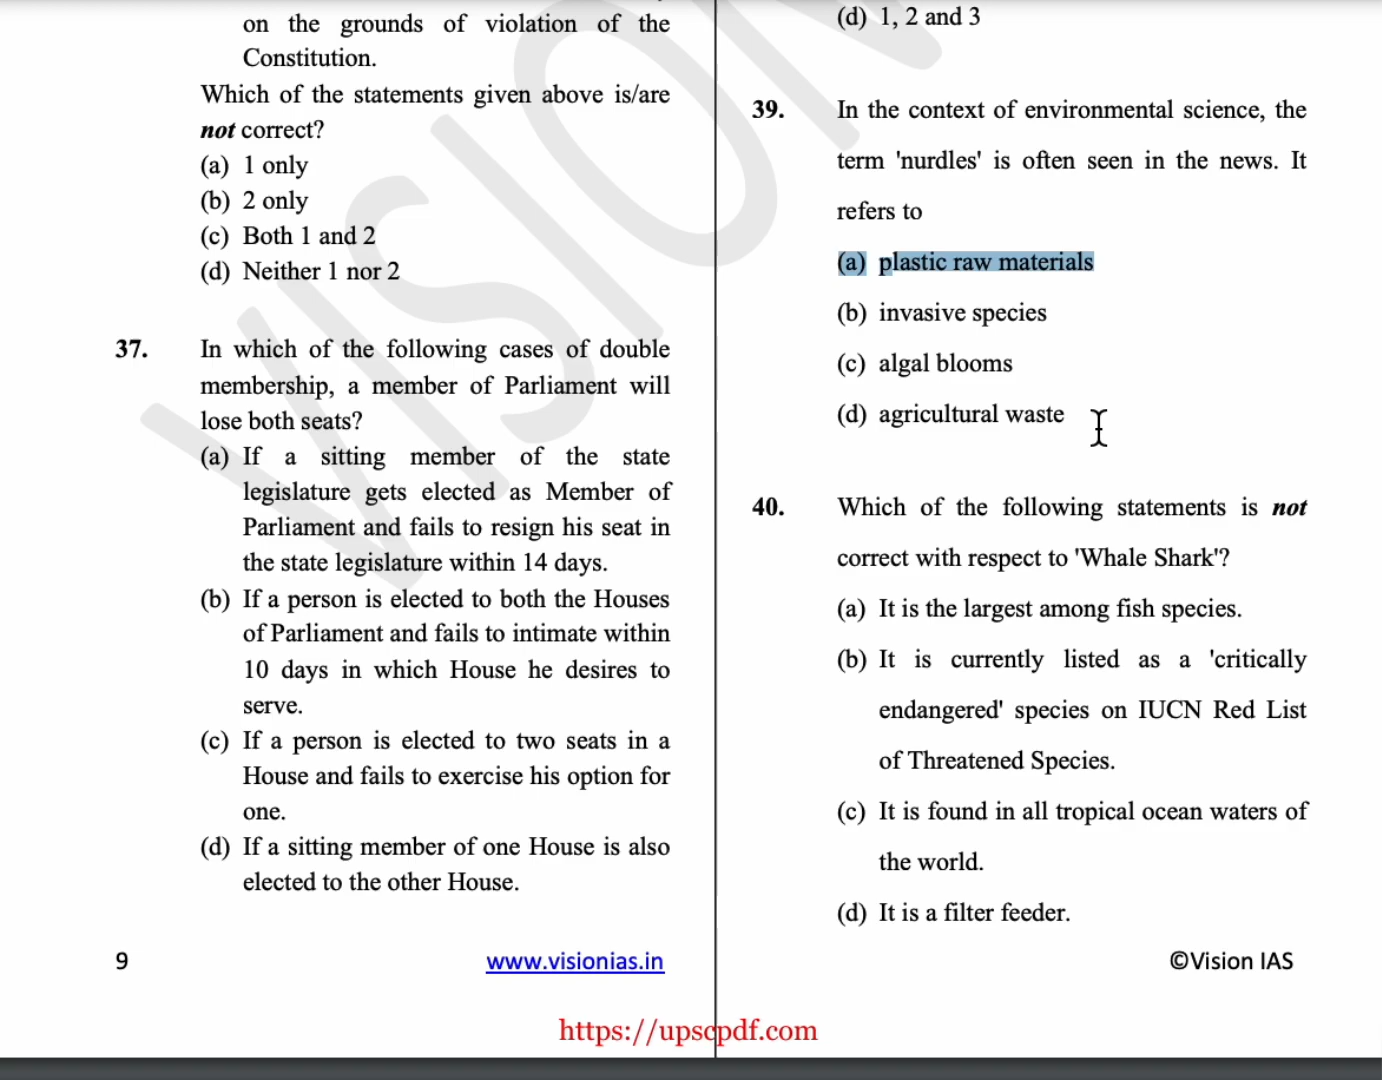 on the grounds of violation of the
Constitution.
Which of the statements given above is/are
not correct?
(a) 1 only
(b) 2 only
(c) Both 1 and 2
(d) Neither 1 nor 2
37. In which of the following cases of double
membership, a member of Parliament will
lose both seats?
(a) If a sitting member of the state
legislature gets elected as Member of
Parliament and fails to resign his seat in
the state legislature within 14 days.
(b) If a person is elected to both the Houses
of Parliament and fails to intimate within
10 days in which House he desires to
serve.
(c) If a person is elected to two seats in a
House and fails to exercise his option for
one.
(d) If a sitting member of one House is also
elected to the other House.
(d) 1, 2 and 3
39. In the context of environmental science, the
term 'nurdles' is often seen in the news. It
refers to
(a) plastic raw materials
(b) invasive species
(c) algal blooms
(d) agricultural waste
40. Which of the following statements is not
correct with respect to 'Whale Shark'?
(a) It is the largest among fish species.
(b) It is currently listed as a 'critically
endangered' species on IUCN Red List
of Threatened Species.
(c) It is found in all tropical ocean waters of
the world.
(d) It is a filter feeder.
9 www.visionias.in ©Vision IAS
https://upscpdf.com
VISION